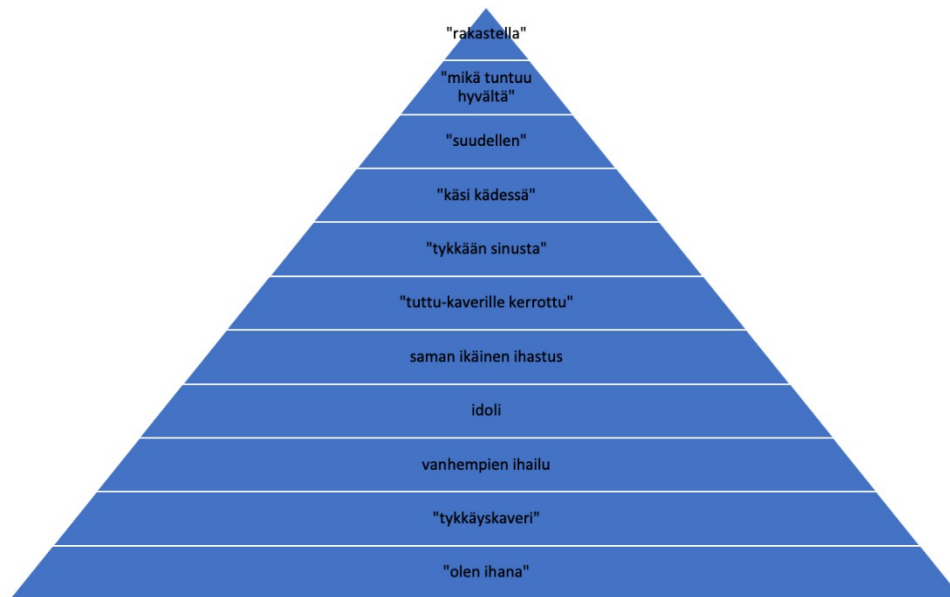 "rakastella"
"mikä tuntuu
hyvältä"
"suudellen"
"käsi kädessä"
"tykkään sinusta"
"tuttu-kaverille kerrottu"
saman ikäinen ihastus
idoli
vanhempien ihailu
"tykkäyskaveri"
"olen ihana"